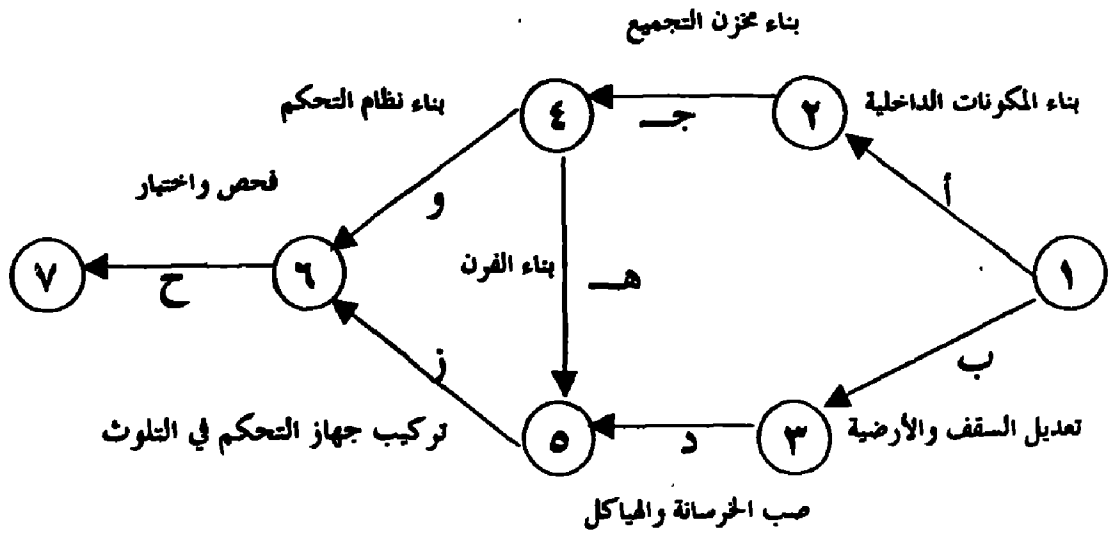 بناء مخزن التجميع
بناء المكونات الداخلية
٢
جـ
٤
بناء نظام التحكم
أ
و
فحص واختبار
١
هـ
بناء الفرن
٦
ح
٧
ب
ز
تعديل السقف والأرضية
٣
د
٥
تركيب جهاز التحكم في التلوث
صب الخرسانة والهياكل